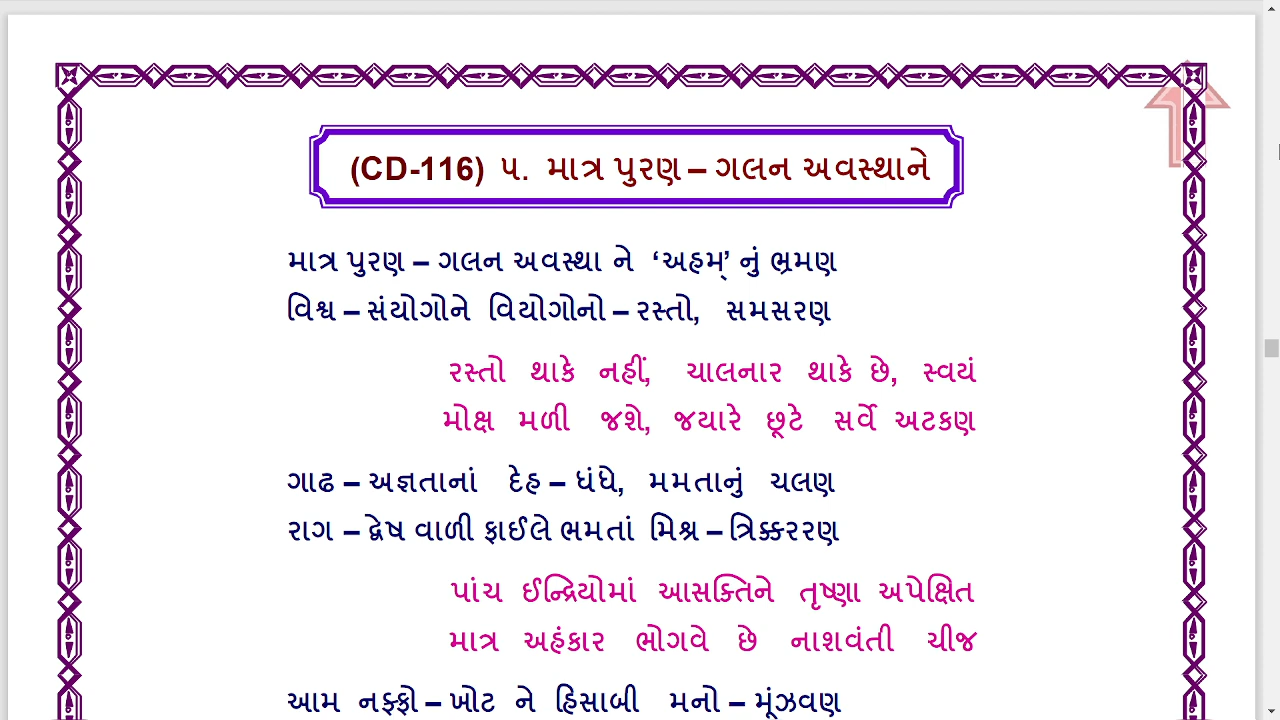 (CD-116) ૫. માત્ર પુરણ – ગલન અવસ્થાને
માત્ર પુરણ – ગલન અવસ્થા ને ‘અહમ્’ નું ભ્રમણ
વિશ્વ – સંયોગોને વિયોગોનો – રસ્તો, સમસરણ
રસ્તો થાકે નહીં, ચાલનાર થાકે છે, સ્વયં
મોક્ષ મળી જશે, જયારે છૂટે સર્વે અટકણ
ગાઢ – અજ્ઞતાનાં દેહ – ધંધે, મમતાનું ચલણ
રાગ – દ્વેષ વાળી ફાઈલે ભમતાં મિશ્ર – ત્રિક્કરરણ
પાંચ ઈન્દ્રિયોમાં આસક્તિને તૃષ્ણા અપેક્ષિત
માત્ર અહંકાર ભોગવે છે નાશવંતી ચીજ
આમ નફ્ફો – ખોટ ને હિસાબી મનો – મૂંઝવણ